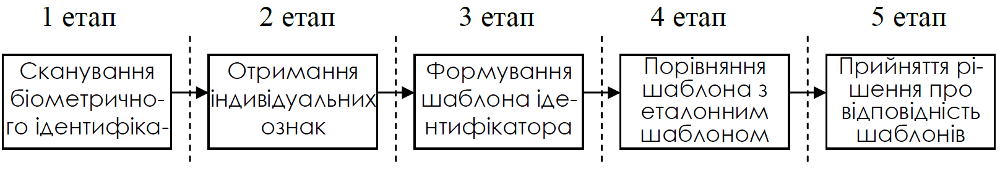 1 етап
2 етап
3 етап
4 етап
5 етап
Сканування
біометрично-
го ідентифіка-
Отримання
індивідуальних
ознак
Формування
шаблона іде-
нтифікатора
Порівняння
шаблона з
еталонним
шаблоном
Прийняття рі-
шення про
відповідність
шаблонів